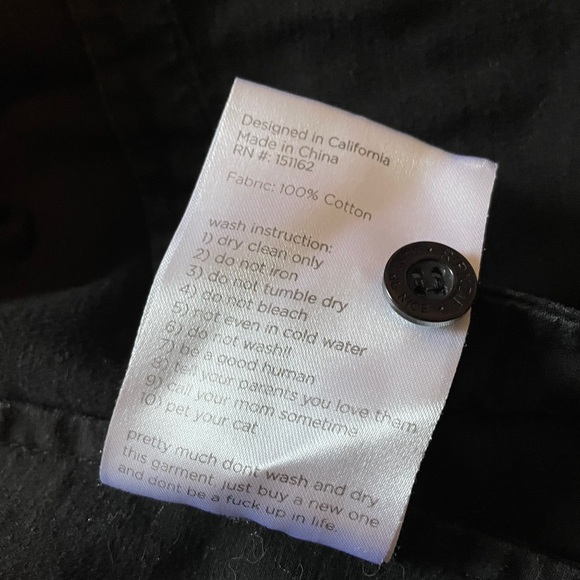 Designed in California
Made in China
RN #: 151162
Fabric: 100% Cotton
wash instruction:
1) dry clean only
2) do not iron
3) do not tumble dry
4) do not bleach
5) not even in cold water
6) do not wash!!
7) be a good human
8) tell your parents you love them
9) call your mom sometime
10) pet your cat
pretty much dont wash and dry
this garment, just buy a new one
and dont be a fuck up in life.